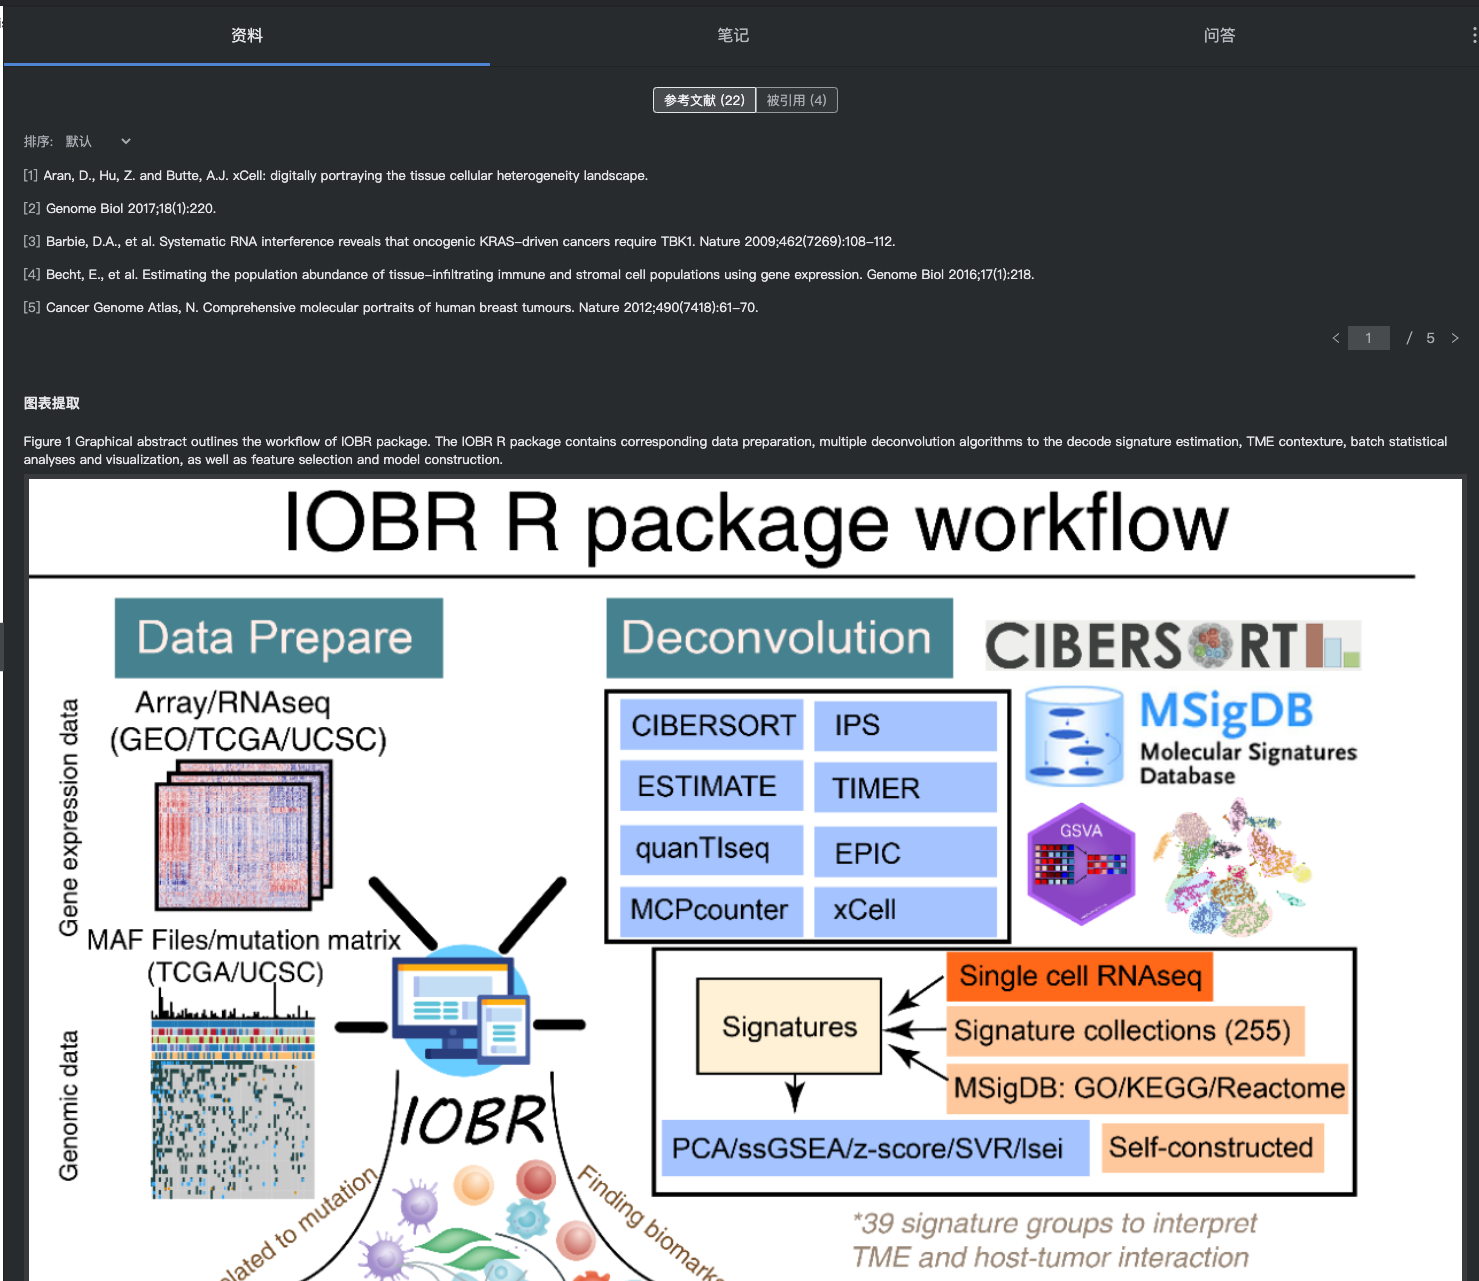 资料
笔记
问答
参考文献 (22)
被引用 (4)
排序: 默认
[1] Aran, D., Hu, Z. and Butte, A.J. xCell: digitally portraying the tissue cellular heterogeneity landscape.
[2] Genome Biol 2017;18(1):220.
[3] Barbie, D.A., et al. Systematic RNA interference reveals that oncogenic KRAS-driven cancers require TBK1. Nature 2009;462(7269):108-112.
[4] Becht, E., et al. Estimating the population abundance of tissue-infiltrating immune and stromal cell populations using gene expression. Genome Biol 2016;17(1):218.
[5] Cancer Genome Atlas, N. Comprehensive molecular portraits of human breast tumours. Nature 2012;490(7418):61-70.
< 1 / 5 >
图表提取
Figure 1 Graphical abstract outlines the workflow of IOBR package. The IOBR R package contains corresponding data preparation, multiple deconvolution algorithms to the decode signature estimation, TME contexture, batch statistical
analyses and visualization, as well as feature selection and model construction.
IOBR R package workflow
Data Prepare
Deconvolution
CIBERSORT
Gene expression data
Array/RNAseq
(GEO/TCGA/UCSC)
CIBERSORT
IPS
ESTIMATE
TIMER
quanTIseq
EPIC
MCPcounter
xCell
MSigDB
Molecular Signatures
Database
GSVA
MAF Files/mutation matrix
(TCGA/UCSC)
Genomic data
IOBR
Signatures
Single cell RNAseq
Signature collections (255)
MSigDB: GO/KEGG/Reactome
PCA/ssGSEA/z-score/SVR/lsei
Self-constructed
elated to mutation
Finding biomark
*39 signature groups to interpret
TME and host-tumor interaction